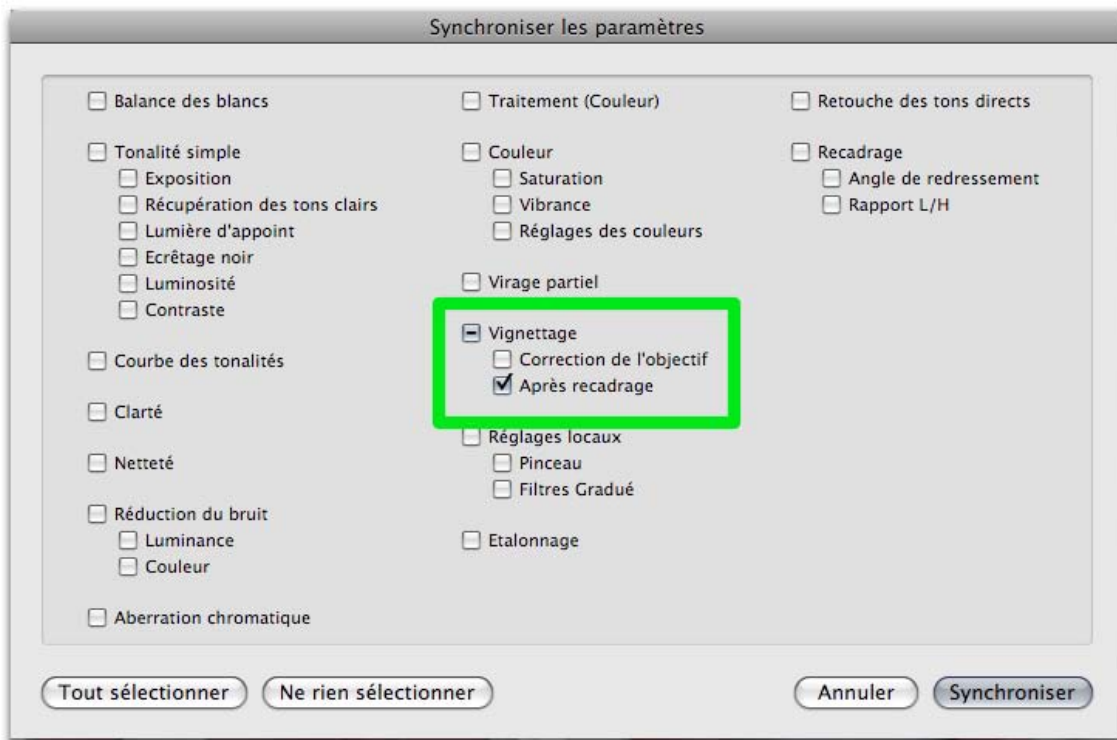 Synchroniser les paramètres
Balance des blancs
Tonalité simple
Exposition
Récupération des tons clairs
Lumière d'appoint
Ecrêtage noir
Luminosité
Contraste
Courbe des tonalités
Clarté
Netteté
Réduction du bruit
Luminance
Couleur
Aberration chromatique
Traitement (Couleur)
Couleur
Saturation
Vibrance
Réglages des couleurs
Virage partiel
Vignettage
Correction de l'objectif
Après recadrage
Réglages locaux
Pinceau
Filtres Gradué
Etalonnage
Retouche des tons directs
Recadrage
Angle de redressement
Rapport L/H
Tout sélectionner
Ne rien sélectionner
Annuler
Synchroniser